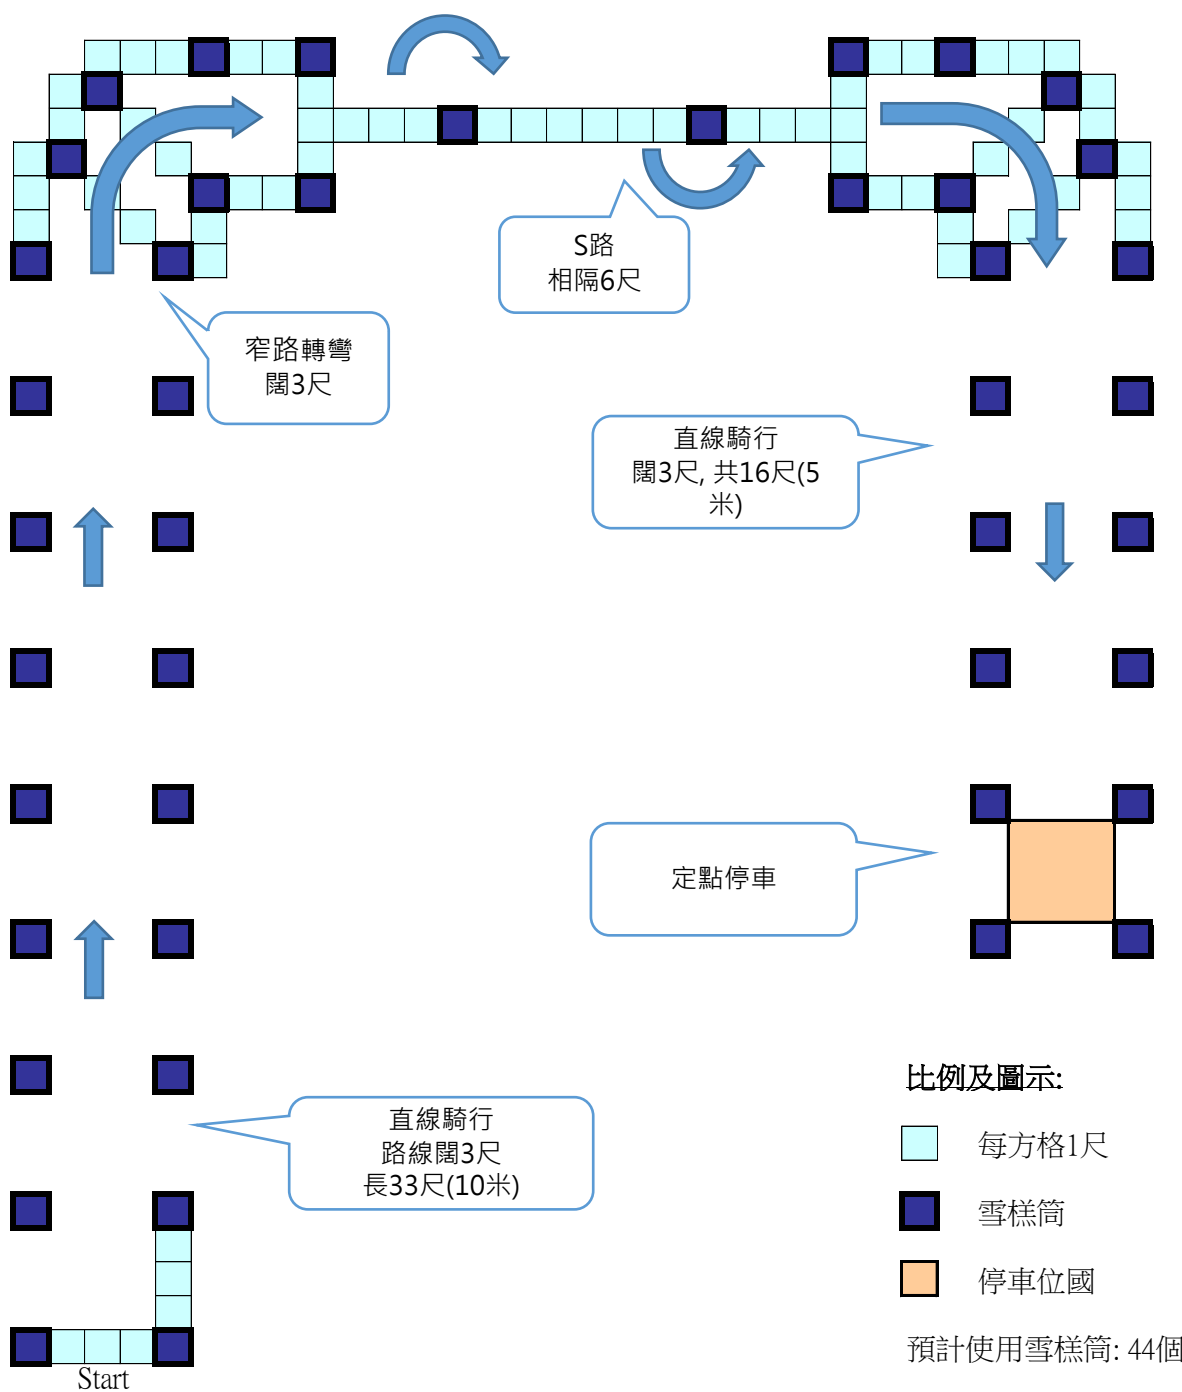 S路
相隔6尺
窄路轉彎
闊3尺
直線騎行
闊3尺, 共16尺(5
米)
定點停車
直線騎行
路線闊3尺
長33尺(10米)
比例及圖示:
每方格1尺
雪糕筒
停車位國
預計使用雪糕筒: 44個
Start